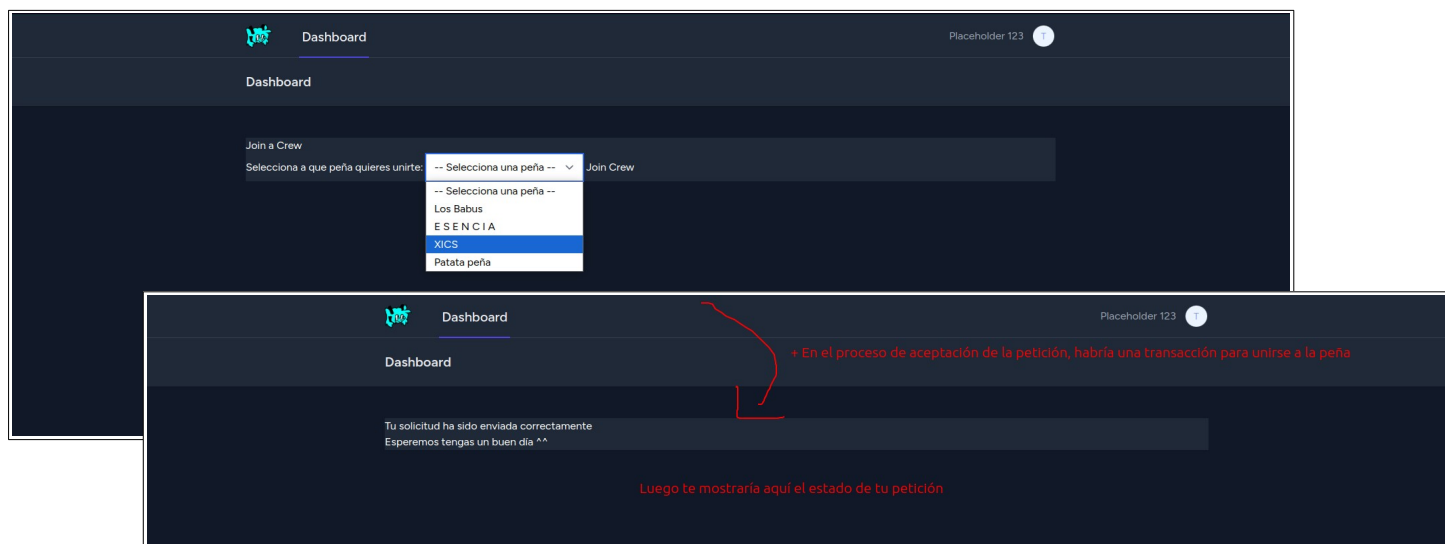 Dashboard
Placeholder 123
T
Dashboard
Join a Crew
Selecciona a que peña quieres unirte:
-- Selecciona una peña --
Join Crew
-- Selecciona una peña --
Los Babus
E S E N C I A
XICS
Patata peña
Dashboard
Placeholder 123
T
Dashboard
+ En el proceso de aceptación de la petición, habría una transacción para unirse a la peña
Tu solicitud ha sido enviada correctamente
Esperemos tengas un buen día ^^
Luego te mostraría aquí el estado de tu petición